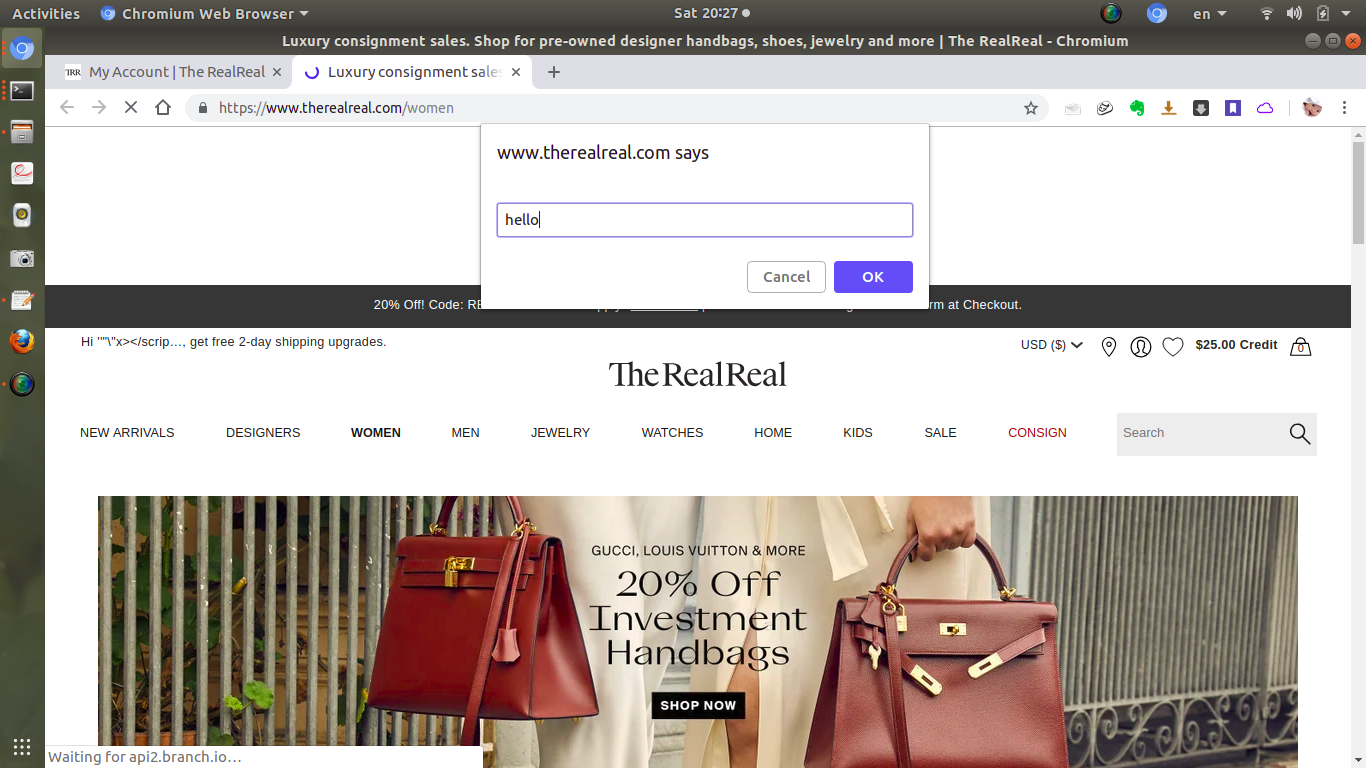 Activities
Chromium Web Browser
Sat 20:27
en
Luxury consignment sales. Shop for pre-owned designer handbags, shoes, jewelry and more | The RealReal - Chromium
TRR
My Account | The RealReal
Luxury consignment sales
https://www.therealreal.com/women
www.therealreal.com says
hello
Cancel
OK
20% Off! Code: RE
rm at Checkout.
Hi '""\"x></scrip..., get free 2-day shipping upgrades.
USD ($)
$25.00 Credit
0
The RealReal
NEW ARRIVALS
DESIGNERS
WOMEN
MEN
JEWELRY
WATCHES
HOME
KIDS
SALE
CONSIGN
Search
GUCCI, LOUIS VUITTON & MORE
20% Off
Investment
Handbags
SHOP NOW
Waiting for api2.branch.io...